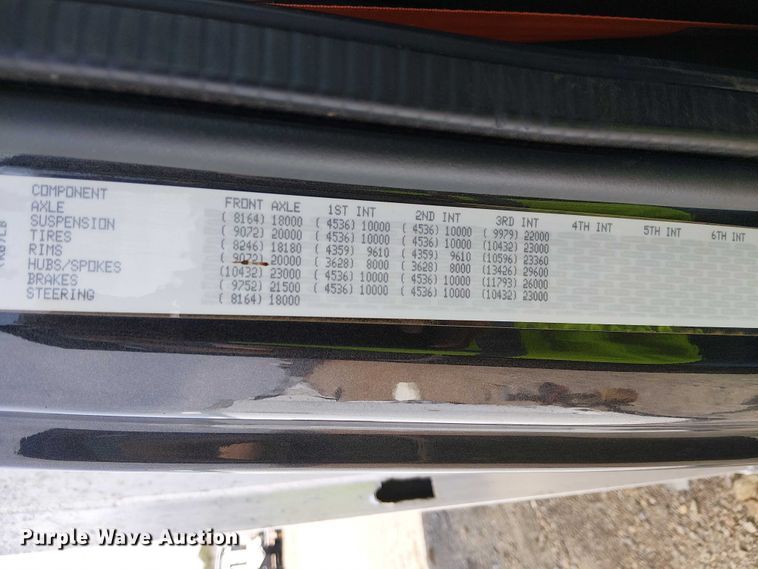 (KG)LB
COMPONENT FRONT AXLE 1ST INT 2ND INT 3RD INT 4TH INT 5TH INT 6TH INT
AXLE ( 8164) 18000 ( 4536) 10000 ( 4536) 10000 ( 9979) 22000
SUSPENSION ( 9072) 20000 ( 4536) 10000 ( 4536) 10000 (10432) 23000
TIRES ( 8246) 18180 ( 4359) 9610 ( 4359) 9610 (10596) 23360
RIMS ( 9072) 20000 ( 3628) 8000 ( 3628) 8000 (13426) 29600
HUBS/SPOKES (10432) 23000 ( 4536) 10000 ( 4536) 10000 (11793) 26000
BRAKES ( 9752) 21500 ( 4536) 10000 ( 4536) 10000 (10432) 23000
STEERING ( 8164) 18000
Purple Wave Auction